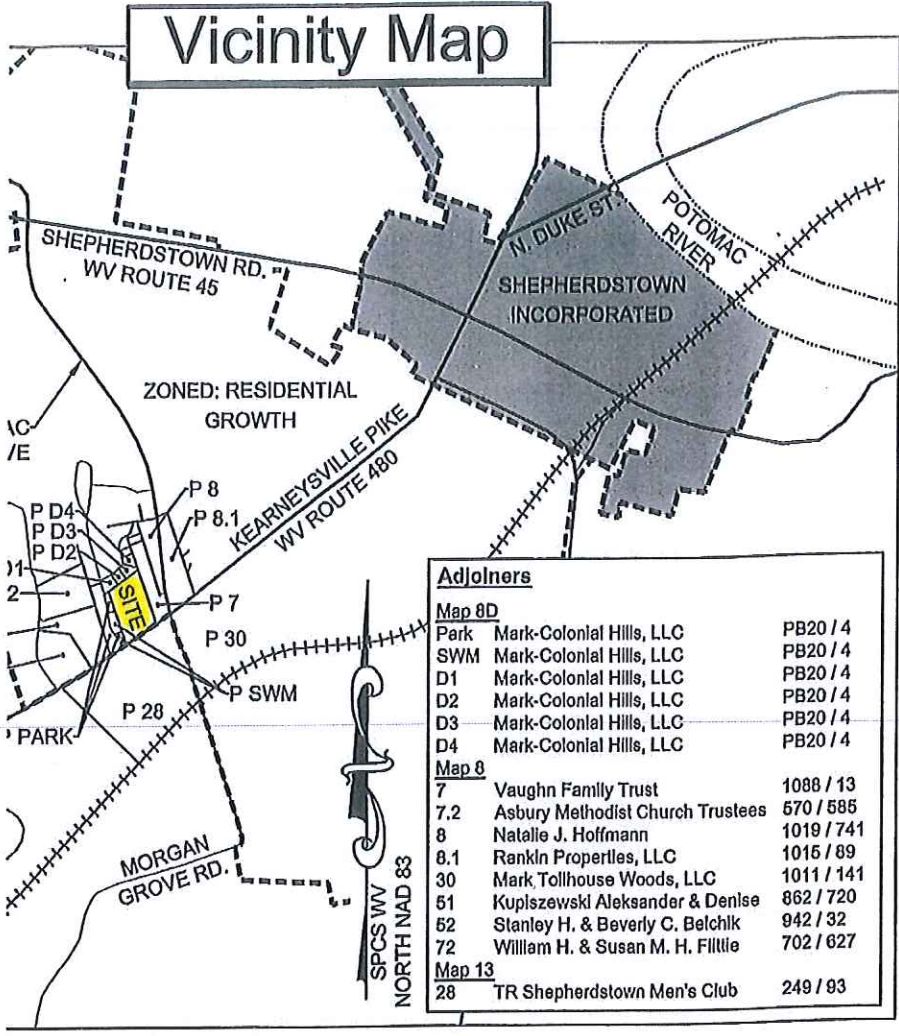 Vicinity Map
POTOMAC
RIVER
N. DUKE ST.
SHEPHERDSTOWN RD.
WV ROUTE 45
SHEPHERDSTOWN
INCORPORATED
ZONED: RESIDENTIAL
GROWTH
AC
VE
KEARNEYSVILLE PIKE
WV ROUTE 480
P 8
P 8.1
P D4
P D3
P D2
D1
2
SITE
P 7
P 30
P SWM
P 28
P PARK
MORGAN
GROVE RD.
SPCS WV
NORTH NAD 83
Adjoiners
Map 8D
Park Mark-Colonial Hills, LLC PB20 / 4
SWM Mark-Colonial Hills, LLC PB20 / 4
D1 Mark-Colonial Hills, LLC PB20 / 4
D2 Mark-Colonial Hills, LLC PB20 / 4
D3 Mark-Colonial Hills, LLC PB20 / 4
D4 Mark-Colonial Hills, LLC PB20 / 4
Map 8
7 Vaughn Family Trust 1088 / 13
7.2 Asbury Methodist Church Trustees 570 / 585
8 Natalie J. Hoffmann 1019 / 741
8.1 Rankin Properties, LLC 1015 / 89
30 Mark Tollhouse Woods, LLC 1011 / 141
51 Kupiszewski Aleksander & Denise 862 / 720
52 Stanley H. & Beverly C. Belchik 942 / 32
72 William H. & Susan M. H. Flittie 702 / 627
Map 13
28 TR Shepherdstown Men's Club 249 / 93